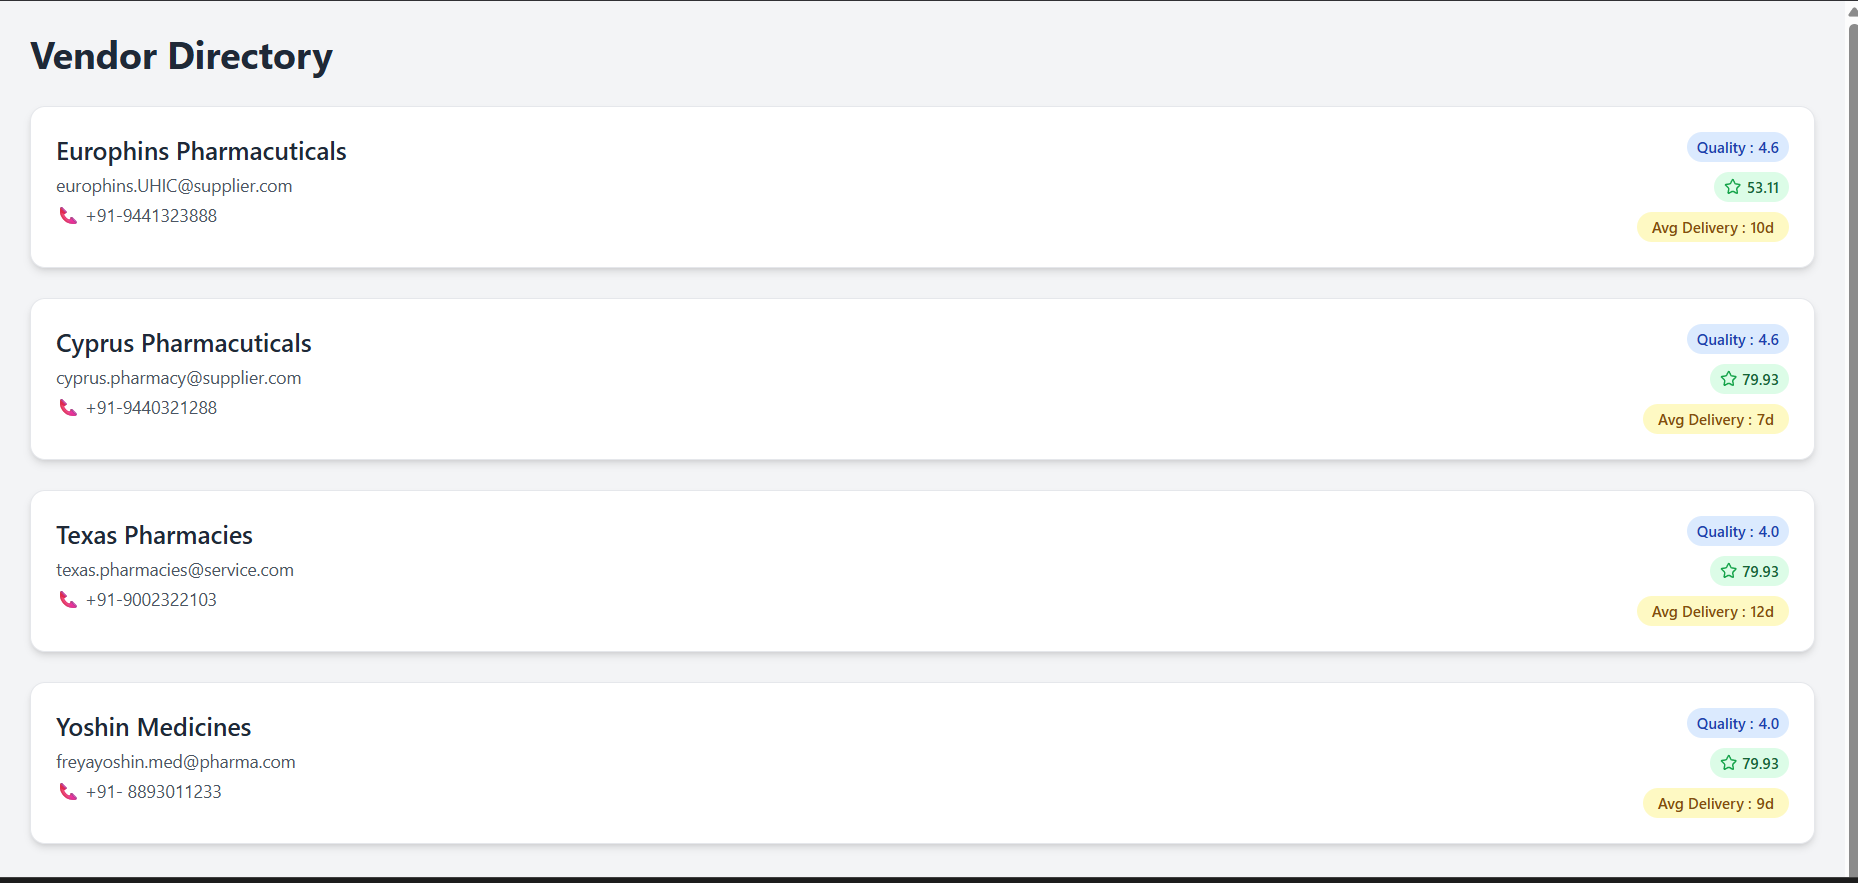 Vendor Directory
Europhins Pharmacuticals
europhins.UHIC@supplier.com
+91-9441323888
Quality : 4.6
53.11
Avg Delivery : 10d
Cyprus Pharmacuticals
cyprus.pharmacy@supplier.com
+91-9440321288
Quality : 4.6
79.93
Avg Delivery : 7d
Texas Pharmacies
texas.pharmacies@service.com
+91-9002322103
Quality : 4.0
79.93
Avg Delivery : 12d
Yoshin Medicines
freyayoshin.med@pharma.com
+91- 8893011233
Quality : 4.0
79.93
Avg Delivery : 9d